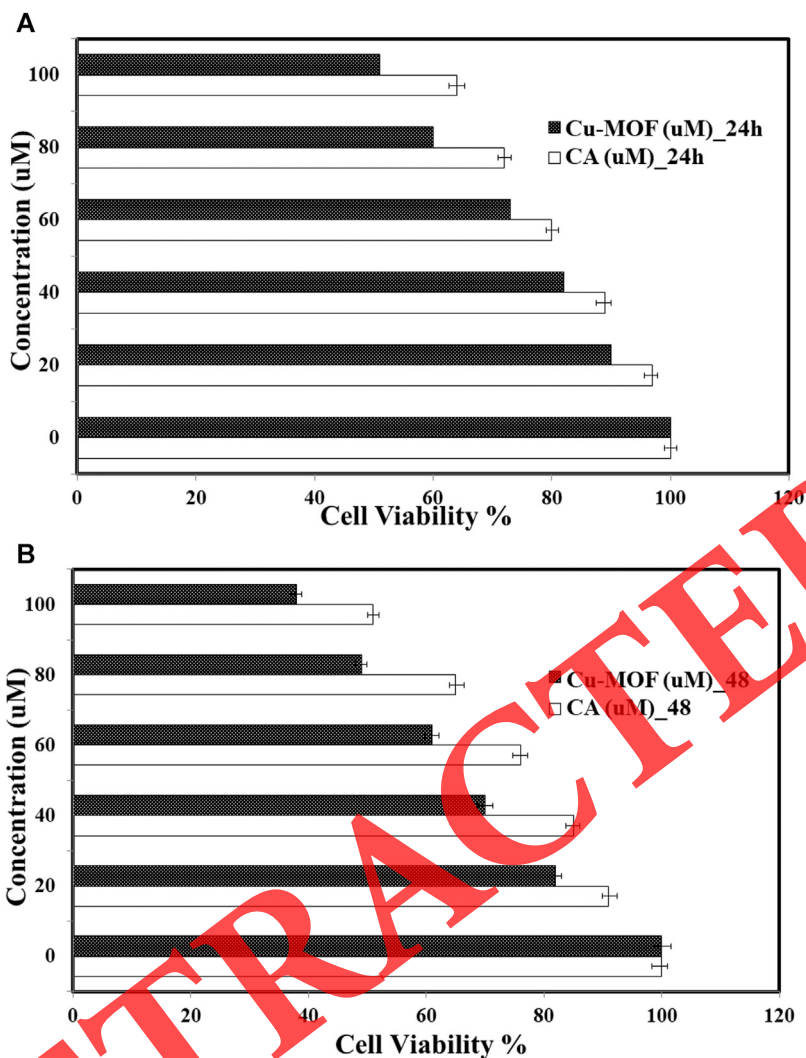 A
Concentration (uM)
100
80
60
40
20
0
Cu-MOF (uM)_24h
CA (uM)_24h
0 20 40 60 80 100 120
Cell Viability %
B
Concentration (uM)
100
80
60
40
20
0
Cu-MOF (uM)_48
CA (uM)_48
0 20 40 60 80 100 120
Cell Viability %
TRACTE